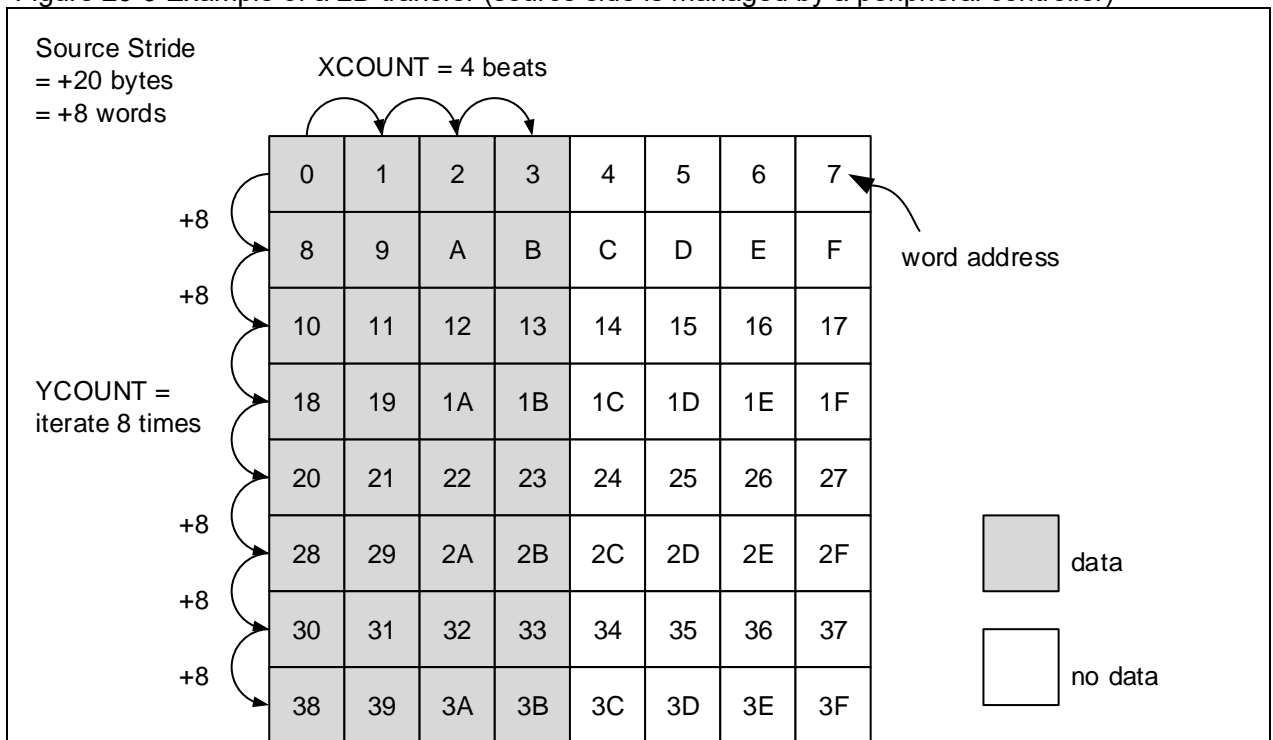 Figure Example of a 2D transfer (source side is managed by a peripheral controller)
Source Stride
= +20 bytes
= +8 words
XCOUNT = 4 beats
0 1 2 3 4 5 6 7
+8
8 9 A B C D E F
word address
+8
10 11 12 13 14 15 16 17
YCOUNT =
iterate 8 times
18 19 1A 1B 1C 1D 1E 1F
20 21 22 23 24 25 26 27
+8
28 29 2A 2B 2C 2D 2E 2F
data
+8
30 31 32 33 34 35 36 37
+8
no data
38 39 3A 3B 3C 3D 3E 3F